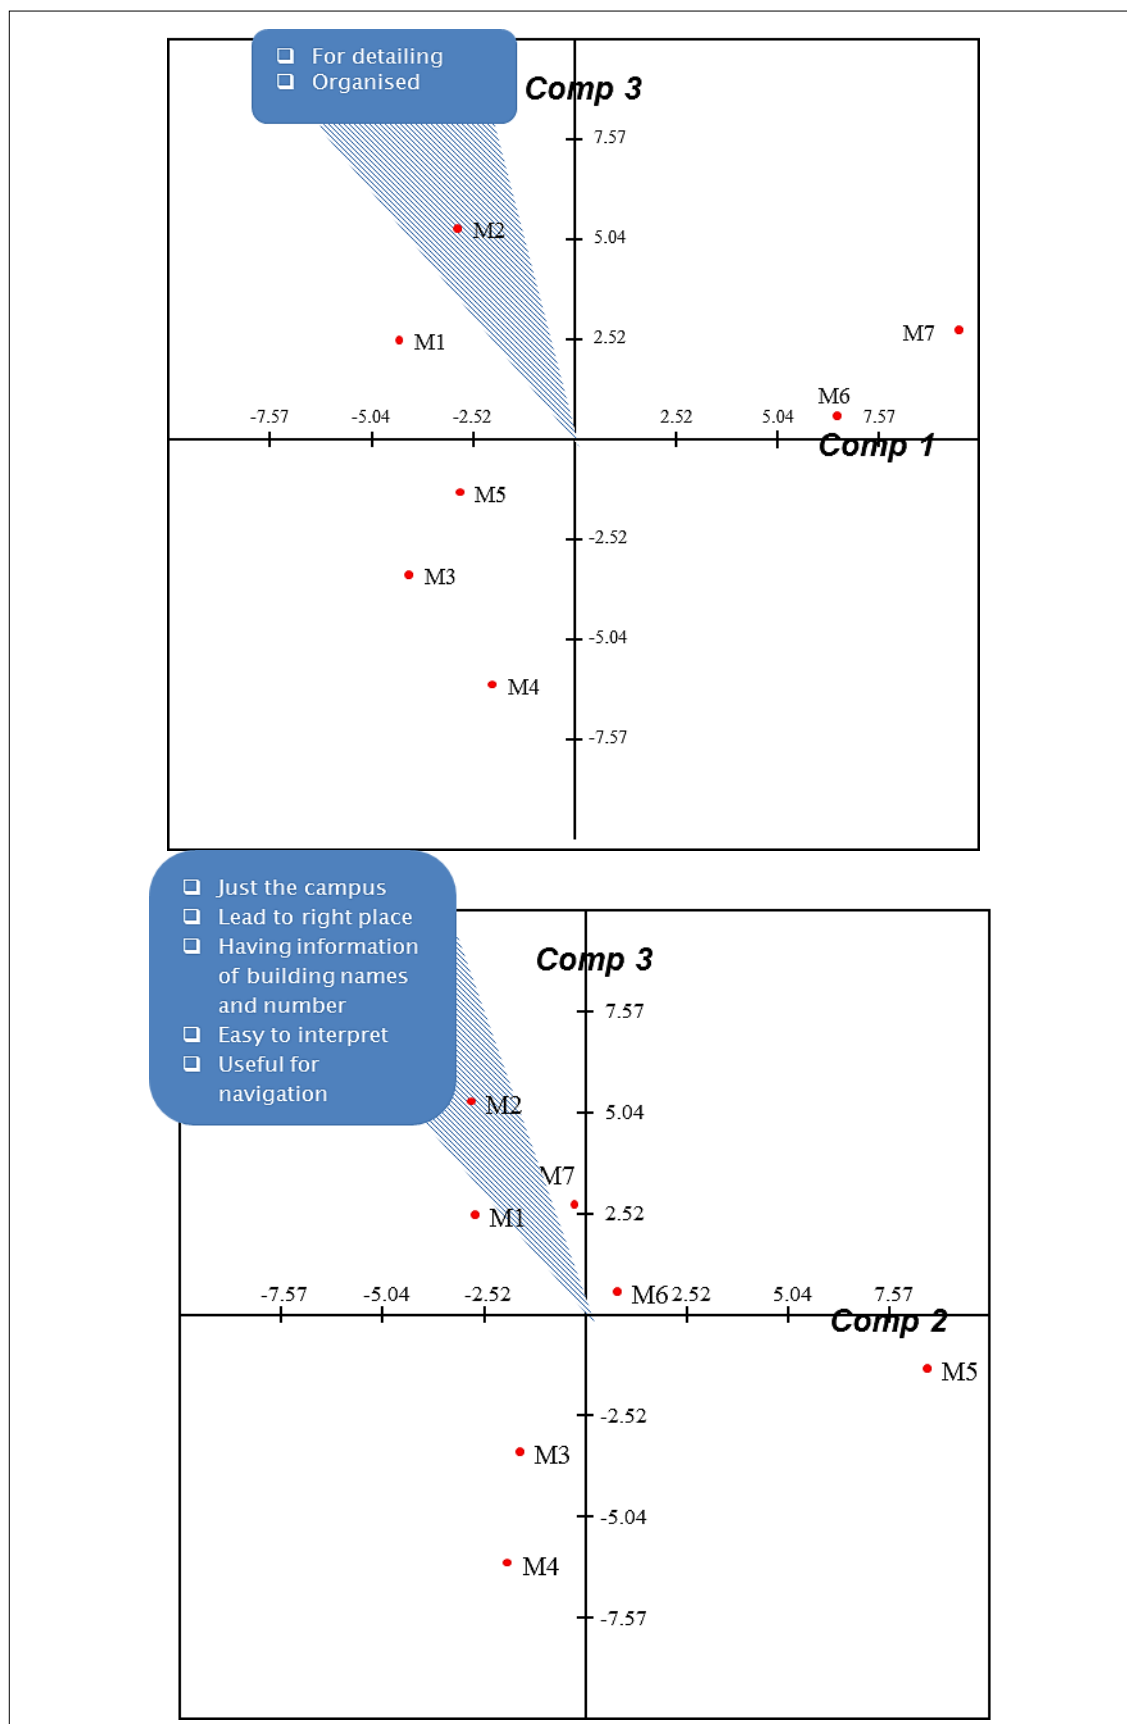 ❑ For detailing
❑ Organised
Comp 3
7.57
M2
5.04
M1
2.52
M7
M6
-7.57 -5.04 -2.52 2.52 5.04 7.57
Comp 1
M5
-2.52
M3
-5.04
M4
-7.57
❑ Just the campus
❑ Lead to right place
❑ Having information
of building names
and number
❑ Easy to interpret
❑ Useful for
navigation
Comp 3
7.57
M2
5.04
M7
M1
2.52
-7.57 -5.04 -2.52 M6 2.52 5.04 7.57
Comp 2
M5
-2.52
M3
-5.04
M4
-7.57